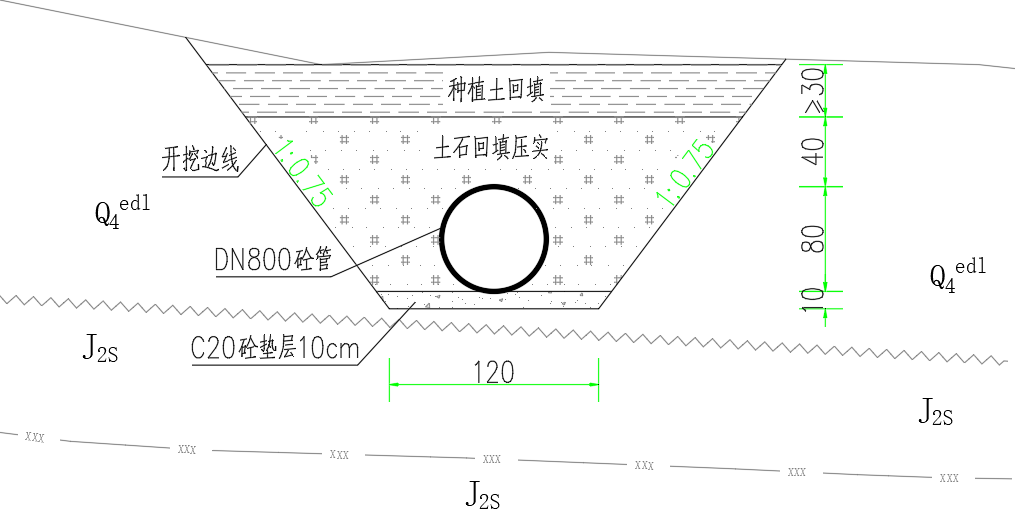 种植土回填
≥30
土石回填压实
1:0.75
1:0.75
40
开挖边线
Q4edl
DN800砼管
80
Q4edl
10
J2S
C20砼垫层10cm
120
J2S
xxx
xxx
xxx
xxx
xxx
xxx
xxx
J2S